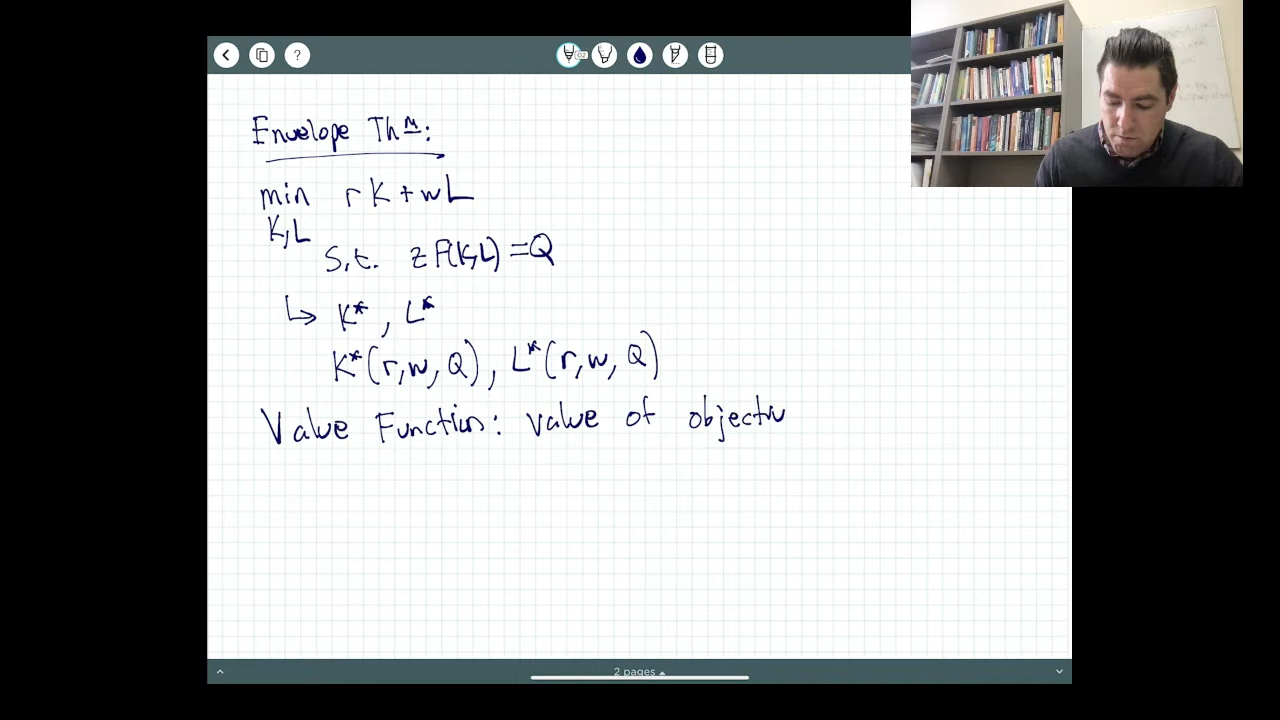 Envelope Thm:
min rK + wL
K,L
s.t. zF(K,L) = Q
↳ K*, L*
K*(r,w,Q), L*(r,w,Q)
Value Function: value of objectiv
2 pages